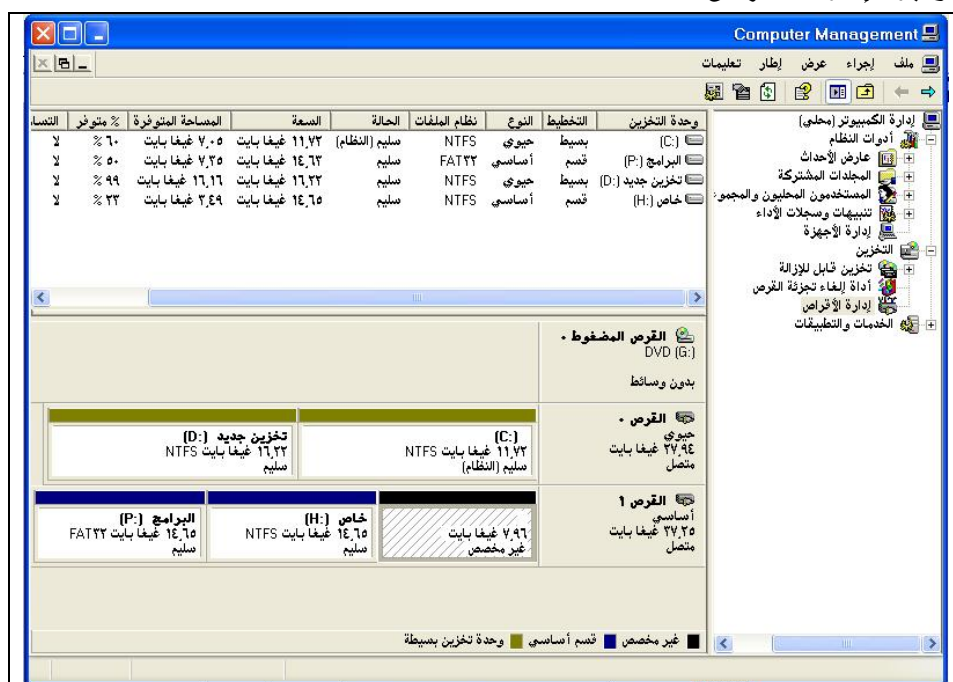 Computer Management
ملف إجراء عرض إطار تعليمات
إدارة الكمبيوتر (محلي)
أدوات النظام
عارض الأحداث
المجلدات المشتركة
المستخدمون المحليون والمجمو
تنبيهات وسجلات الأداء
إدارة الأجهزة
التخزين
تخزين قابل للإزالة
أداة إلغاء تجزئة القرص
إدارة الأقراص
الخدمات والتطبيقات
وحدة التخزين التخطيط النوع نظام الملفات الحالة السعة المساحة المتوفرة % متوفر التسا
(C:) بسيط حيوي NTFS سليم (النظام) ١١,٧٢ غيغا بايت ٧,٠٥ غيغا بايت ٦٠ % لا
البرامج (P:) قسم أساسي FAT٣٢ سليم ١٤,٦٣ غيغا بايت ٧,٣٥ غيغا بايت ٥٠ % لا
تخزين جديد (D:) بسيط حيوي NTFS سليم ١٦,٢٢ غيغا بايت ١٦,١٦ غيغا بايت ٩٩ % لا
خاص (H:) قسم أساسي NTFS سليم ١٤,٦٥ غيغا بايت ٣,٤٩ غيغا بايت ٢٣ % لا
القرص المضغوط ٠
DVD (G:)
بدون وسائط
القرص ٠
حيوي
٢٧,٩٤ غيغا بايت
متصل
(C:)
١١,٧٢ غيغا بايت NTFS
سليم (النظام)
تخزين جديد (D:)
١٦,٢٢ غيغا بايت NTFS
سليم
القرص ١
أساسي
٣٧,٢٥ غيغا بايت
متصل
٧,٩٦ غيغا بايت
غير مخصص
خاص (H:)
١٤,٦٥ غيغا بايت NTFS
سليم
البرامج (P:)
١٤,٦٥ غيغا بايت FAT٣٢
سليم
غير مخصص قسم أساسي وحدة تخزين بسيطة